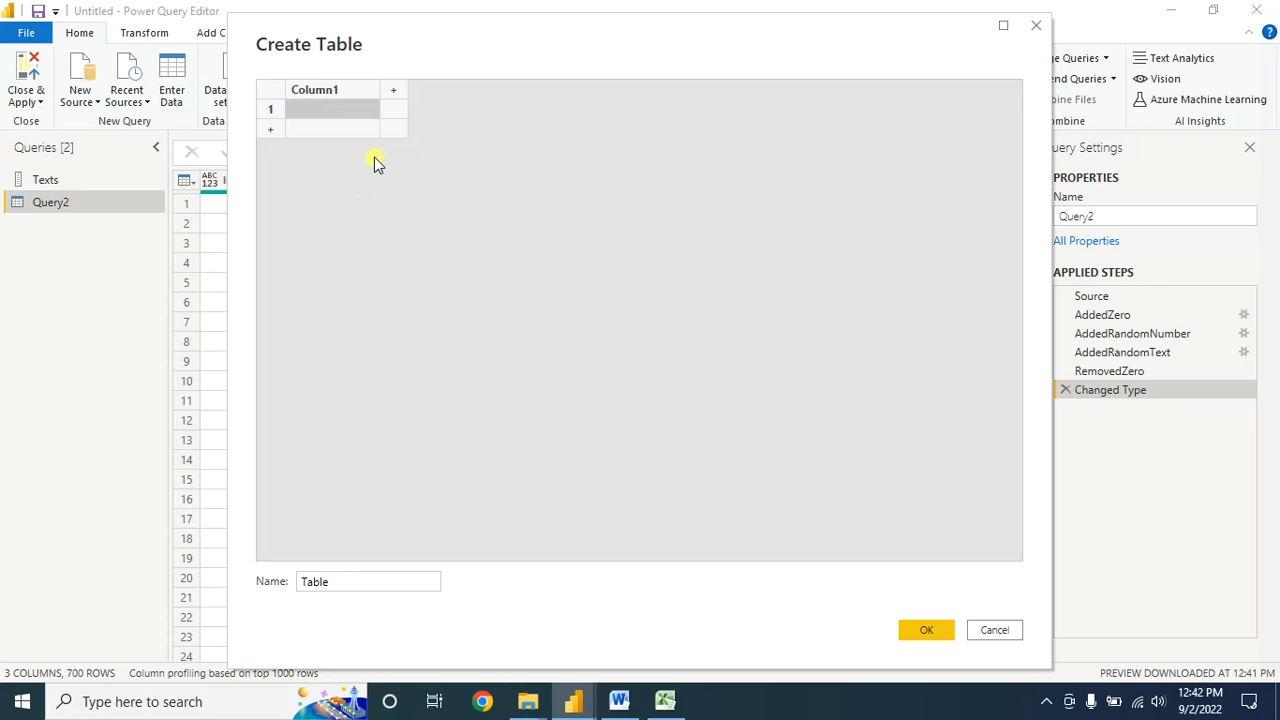 Untitled - Power Query Editor
File
Home
Transform
Add C
Close &
Apply
New
Source
Recent
Sources
Enter
Data
Close
New Query
Create Table
Column1
+
1
+
Name:
Table
OK
Cancel
Text Analytics
Vision
Azure Machine Learning
AI Insights
Queries [2]
Texts
Query2
ABC
123
1
2
3
4
5
6
7
8
9
10
11
12
13
14
15
16
17
18
19
20
21
22
23
24
PROPERTIES
Name
Query2
All Properties
APPLIED STEPS
Source
AddedZero
AddedRandomNumber
AddedRandomText
RemovedZero
Changed Type
3 COLUMNS, 700 ROWS
Column profiling based on top 1000 rows
PREVIEW DOWNLOADED AT 12:41 PM
Type here to search
12:42 PM
9/2/2022